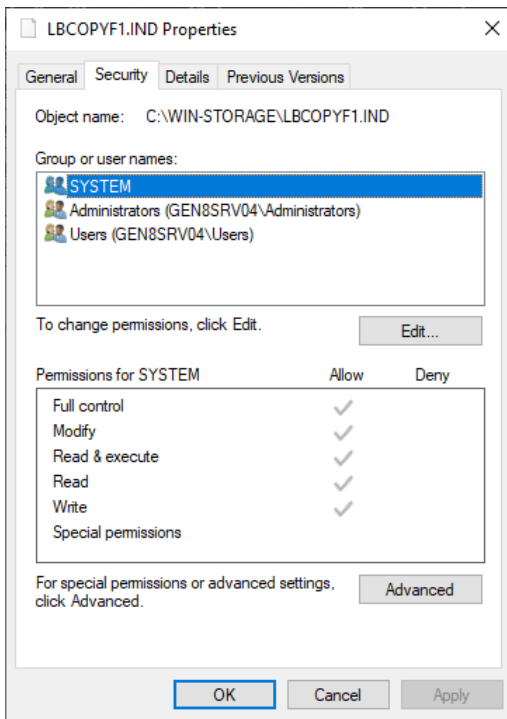 LBCOPYF1.IND Properties
General Security Details Previous Versions
Object name: C:\WIN-STORAGE\LBCOPYF1.IND
Group or user names:
SYSTEM
Administrators (GEN8SRV04\Administrators)
Users (GEN8SRV04\Users)
To change permissions, click Edit.
Edit...
Permissions for SYSTEM Allow Deny
Full control
Modify
Read & execute
Read
Write
Special permissions
For special permissions or advanced settings,
click Advanced.
Advanced
OK Cancel Apply